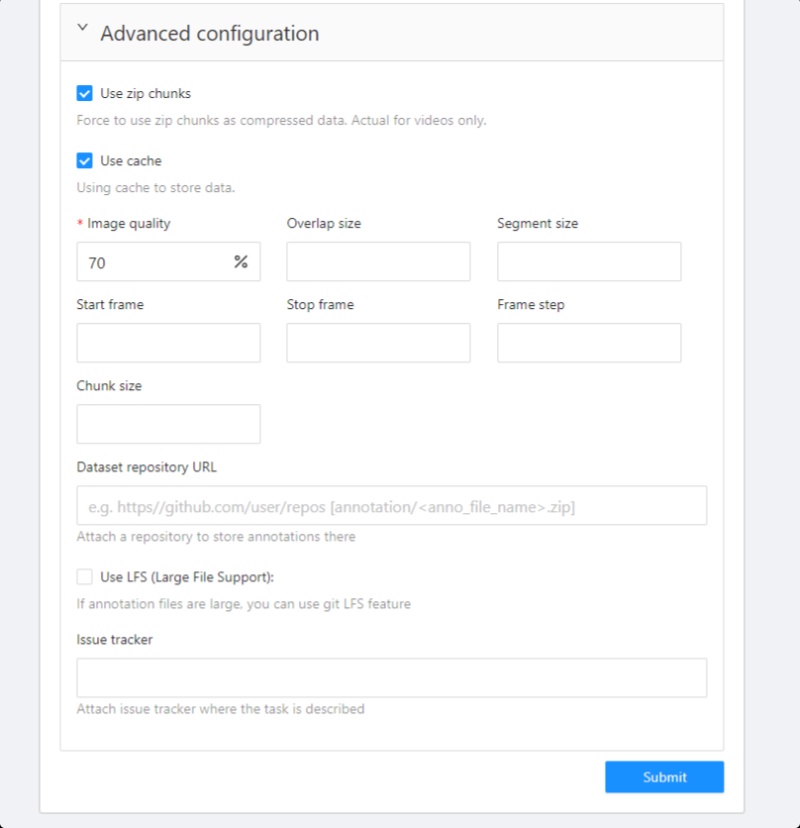 Advanced configuration
Use zip chunks
Force to use zip chunks as compressed data. Actual for videos only.
Use cache
Using cache to store data.
* Image quality
Overlap size
Segment size
70 %
Start frame
Stop frame
Frame step
Chunk size
Dataset repository URL
e.g. https//github.com/user/repos [annotation/<anno_file_name>.zip]
Attach a repository to store annotations there
Use LFS (Large File Support):
If annotation files are large, you can use git LFS feature
Issue tracker
Attach issue tracker where the task is described
Submit